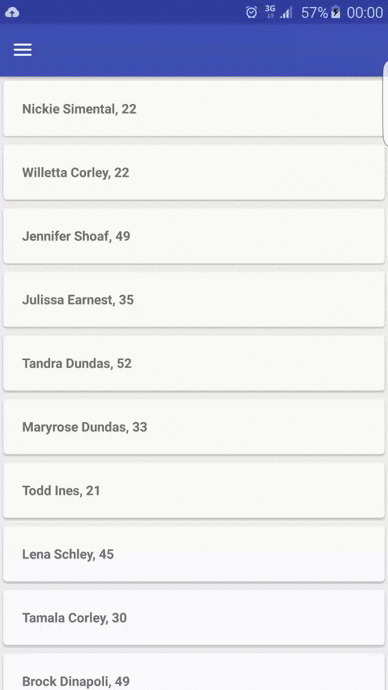 3G
57%
00:00
Nickie Simental, 22
Willetta Corley, 22
Jennifer Shoaf, 49
Julissa Earnest, 35
Tandra Dundas, 52
Maryrose Dundas, 33
Todd Ines, 21
Lena Schley, 45
Tamala Corley, 30
Brock Dinapoli, 49